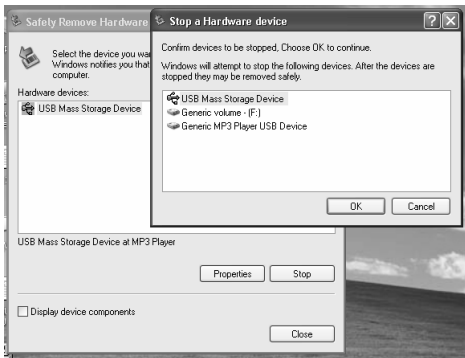 Safely Remove Hardware
Select the device you wa
Windows notifies you that
computer.
Hardware devices:
USB Mass Storage Device
USB Mass Storage Device at MP3 Player
Properties
Stop
Display device components
Close
Stop a Hardware device
Confirm devices to be stopped, Choose OK to continue.
Windows will attempt to stop the following devices. After the devices are
stopped they may be removed safely.
USB Mass Storage Device
Generic volume - (F:)
Generic MP3 Player USB Device
OK
Cancel